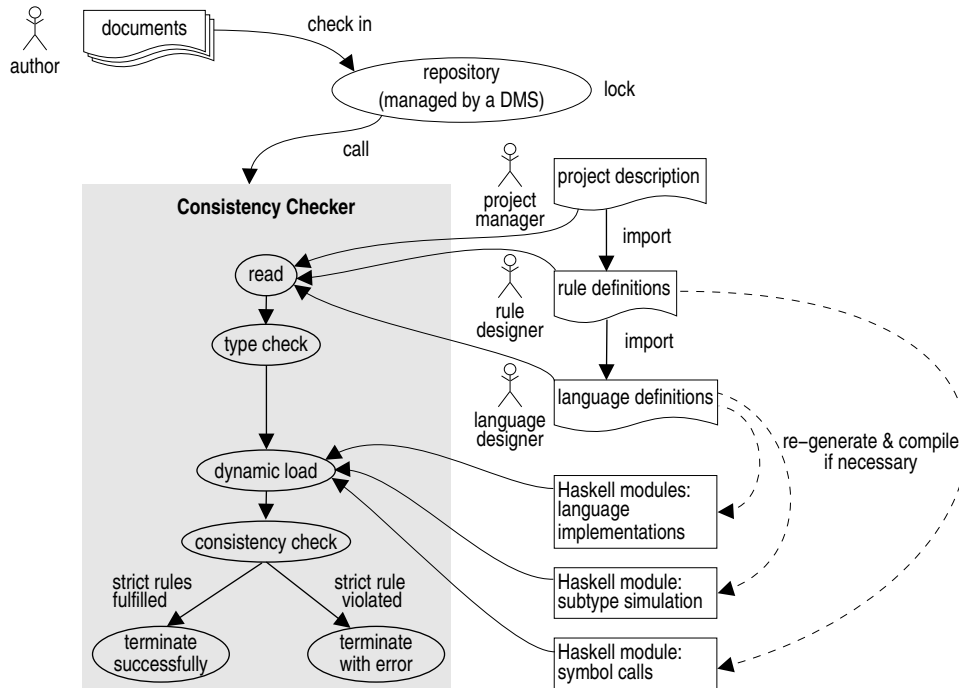 author
documents
check in
repository
(managed by a DMS)
lock
call
Consistency Checker
project
manager
project description
import
read
rule
designer
rule definitions
type check
import
language
designer
language definitions
re−generate & compile
if necessary
dynamic load
Haskell modules:
language
implementations
consistency check
strict rules
fulfilled
strict rule
violated
Haskell module:
subtype simulation
terminate
successfully
terminate
with error
Haskell module:
symbol calls